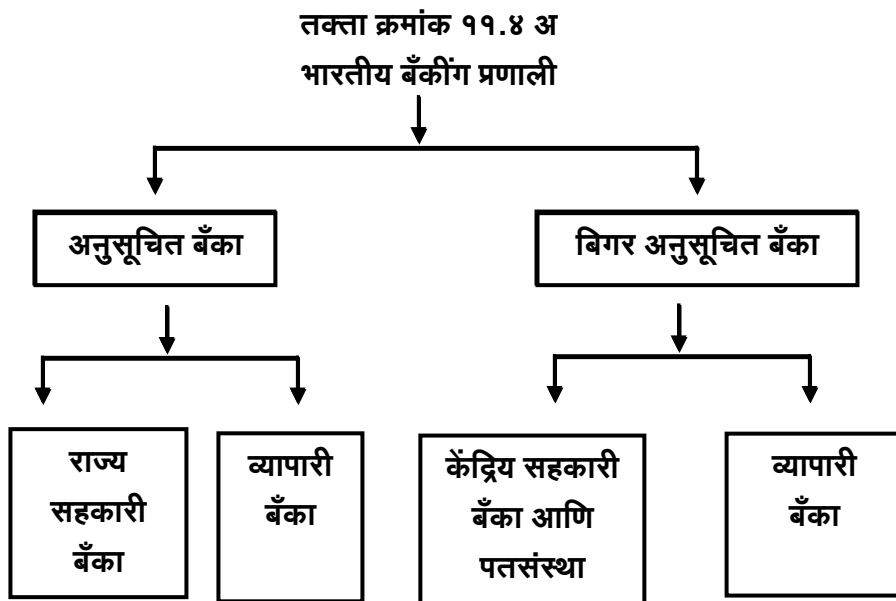 तक्ता क्रमांक ११.४ अ
भारतीय बँकींग प्रणाली
अनुसूचित बँका
बिगर अनुसूचित बँका
राज्य
सहकारी
बँका
व्यापारी
बँका
केंद्रिय सहकारी
बँका आणि
पतसंस्था
व्यापारी
बँका